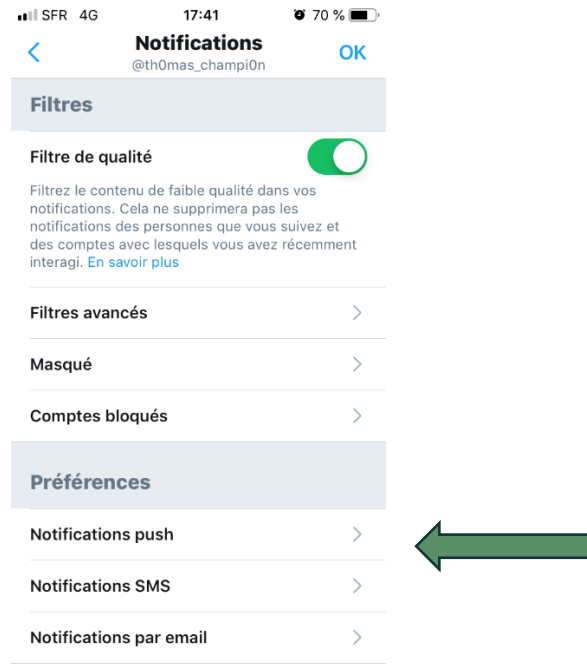 SFR 4G 17:41 70 %
Notifications
@th0mas_champi0n
OK
Filtres
Filtre de qualité
Filtrez le contenu de faible qualité dans vos
notifications. Cela ne supprimera pas les
notifications des personnes que vous suivez et
des comptes avec lesquels vous avez récemment
interagi. En savoir plus
Filtres avancés
Masqué
Comptes bloqués
Préférences
Notifications push
Notifications SMS
Notifications par email